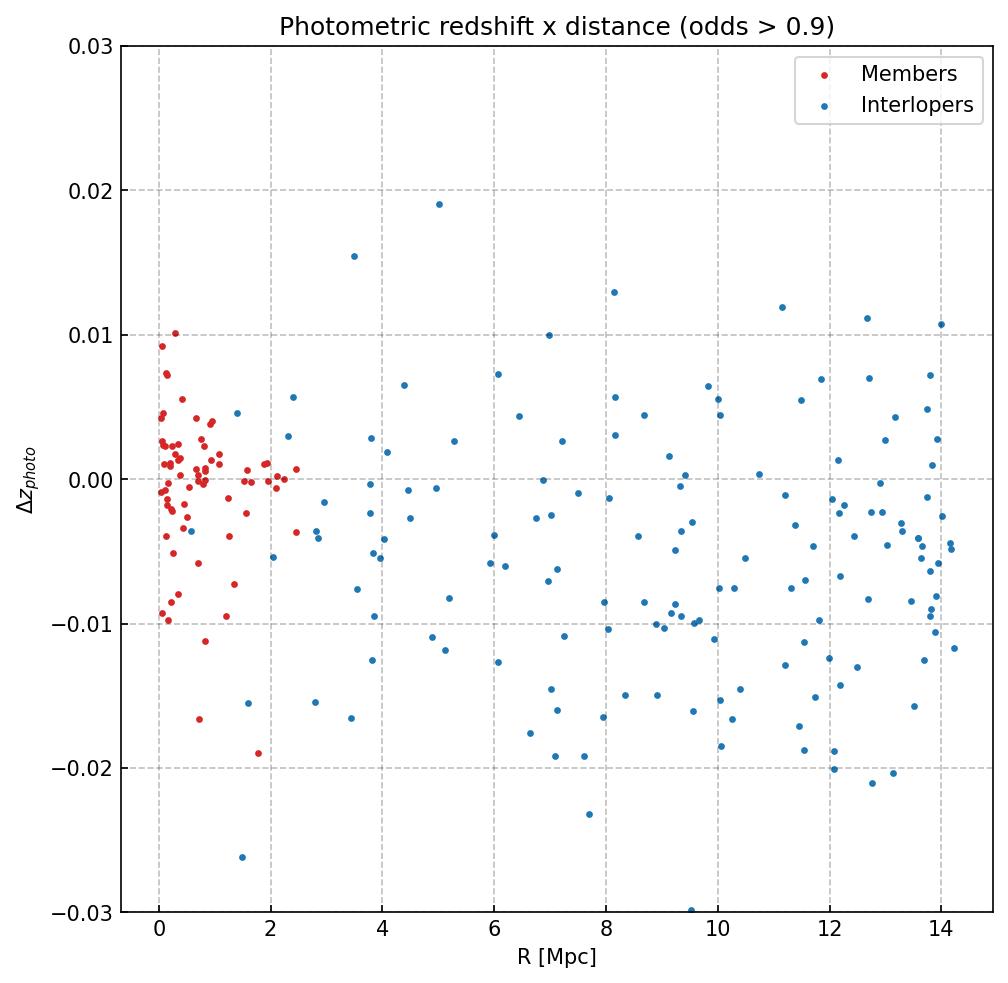 Photometric redshift x distance (odds > 0.9)
Members
Interlopers
0.03
0.02
0.01
0.00
−0.01
−0.02
−0.03
Δz_photo
0 2 4 6 8 10 12 14
R [Mpc]